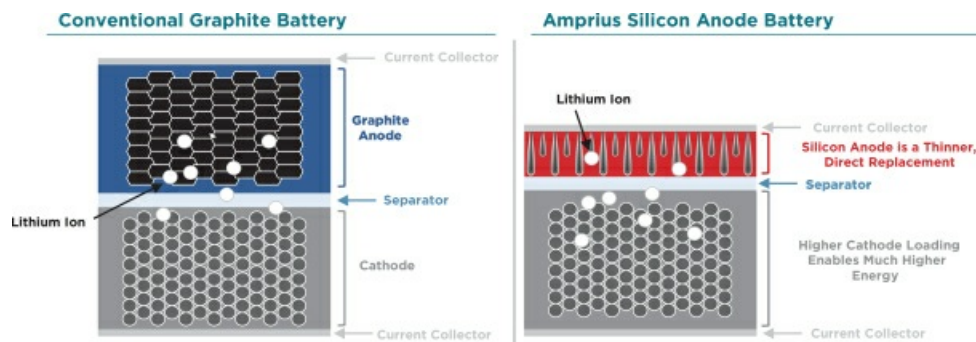 Conventional Graphite Battery
Current Collector
Graphite
Anode
Lithium Ion
Separator
Cathode
Current Collector
Amprius Silicon Anode Battery
Lithium Ion
Current Collector
Silicon Anode is a Thinner,
Direct Replacement
Separator
Higher Cathode Loading
Enables Much Higher
Energy
Current Collector